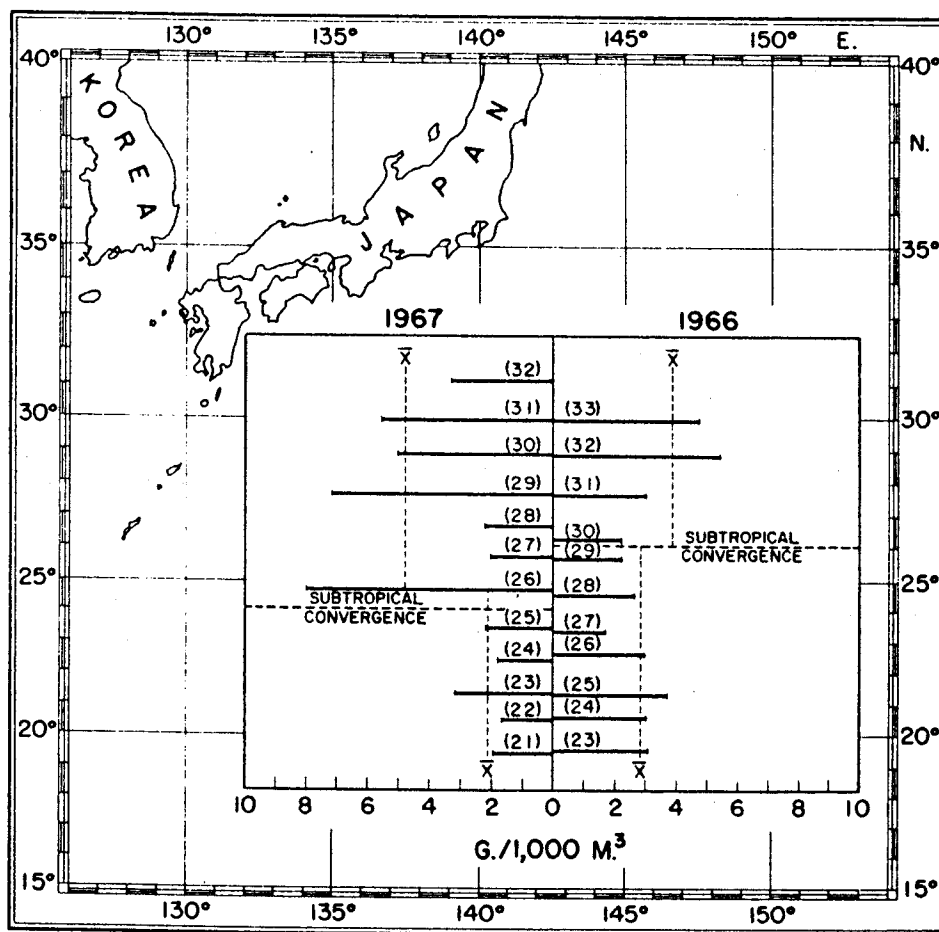 130° 135° 140° 145° 150° E.
40° 40°
N.
KOREA
JAPAN
35° 35°
1967 1966
x̄ x̄
(32)
(31) (33)
30° 30°
(30) (32)
(29) (31)
(28) (30)
(27) (29)
SUBTROPICAL
CONVERGENCE
25° (26) (28) 25°
SUBTROPICAL
CONVERGENCE
(25) (27)
(24) (26)
(23) (25)
(22) (24)
20° 20°
(21) (23)
x̄ x̄
10 8 6 4 2 0 2 4 6 8 10
G./1,000 M.³
15° 15°
130° 135° 140° 145° 150°